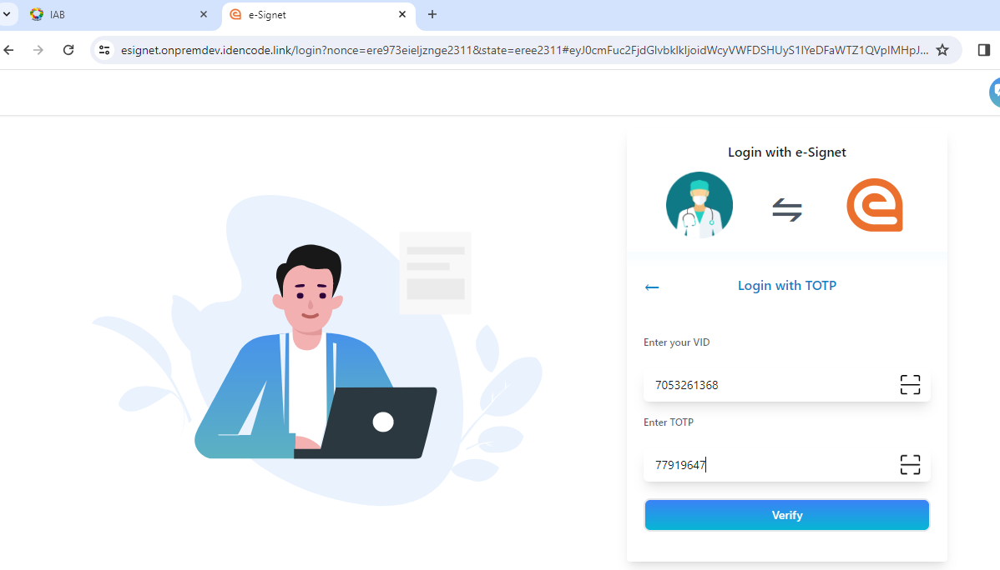 IAB
e-Signet
esignet.onpremdev.idencode.link/login?nonce=ere973eieljznge2311&state=eree2311#eyJ0cmFuc2FjdGlvbklkIjoidWcyVWFDSHUyS1lYeDFaWTZ1QVplMHpJ...
Login with e-Signet
Login with TOTP
Enter your VID
7053261368
Enter TOTP
77919647
Verify